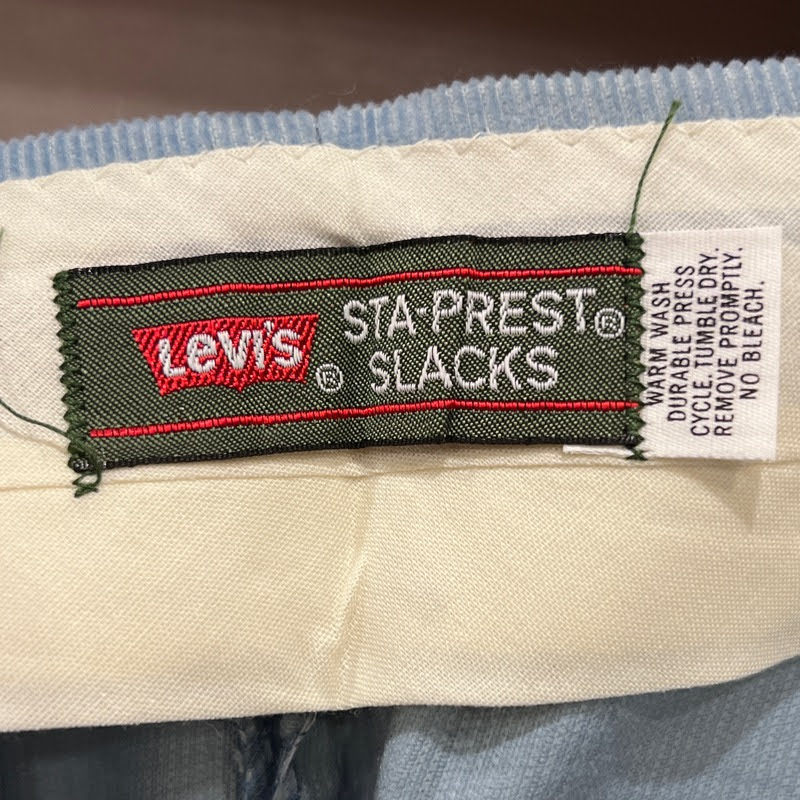 Levi's®
STA-PREST®
SLACKS
WARM WASH
DURABLE PRESS
CYCLE. TUMBLE DRY.
REMOVE PROMPTLY.
NO BLEACH.